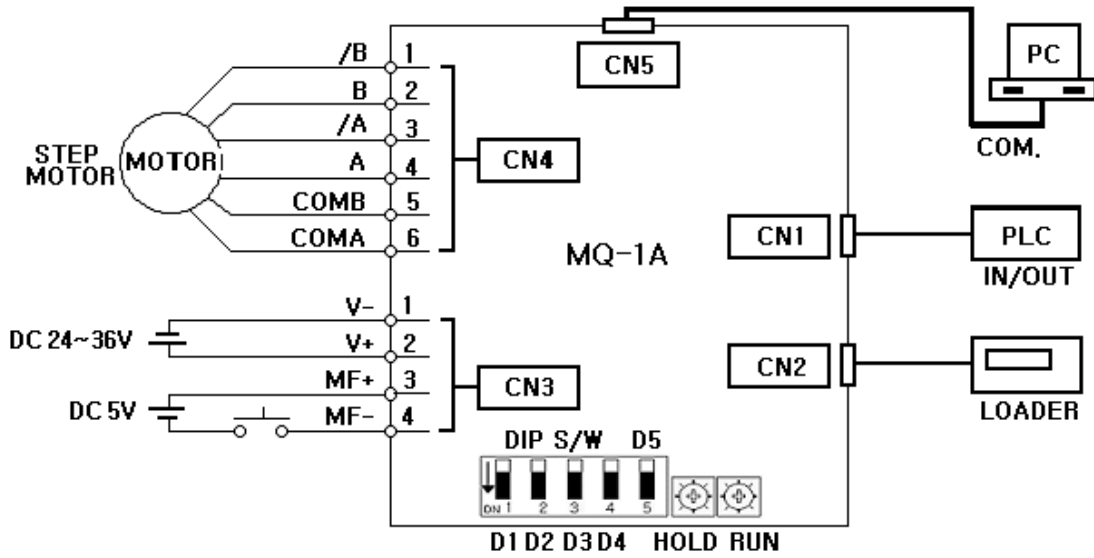 /B 1
B 2
/A 3
A 4
COMB 5
COMA 6
STEP
MOTOR
MOTOR
CN4
CN5
PC
COM.
MQ-1A
CN1
PLC
IN/OUT
CN2
LOADER
DC 24~36V
V- 1
V+ 2
DC 5V
MF+ 3
MF- 4
CN3
DIP S/W D5
DN 1 2 3 4 5
D1 D2 D3 D4 HOLD RUN